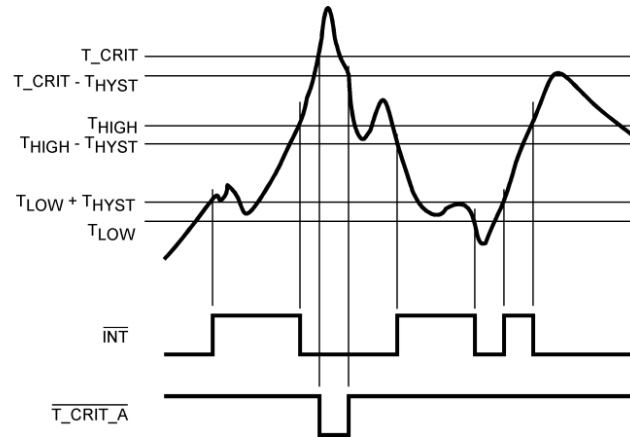 T_CRIT
T_CRIT - THYST
THIGH
THIGH - THYST
TLOW + THYST
TLOW
INT
T_CRIT_A